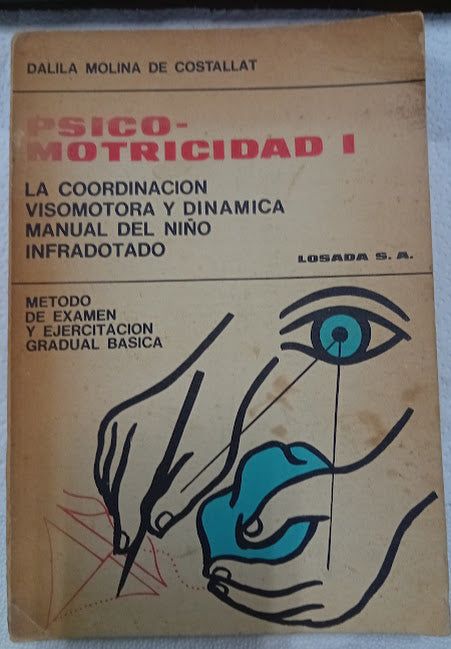 DALILA MOLINA DE COSTALLAT
PSICO-
MOTRICIDAD I
LA COORDINACION
VISOMOTORA Y DINAMICA
MANUAL DEL NIÑO
INFRADOTADO
LOSADA S. A.
METODO
DE EXAMEN
Y EJERCITACION
GRADUAL BASICA